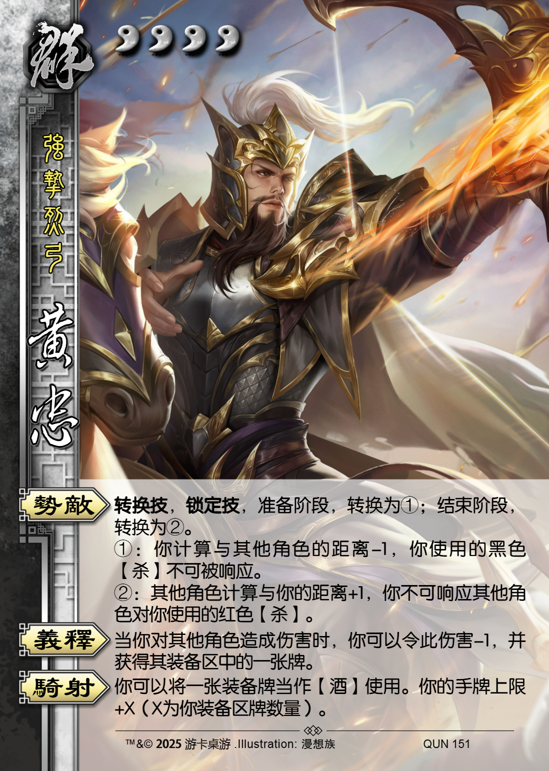 群
強摯烈弓
黃忠
勢敵
转换技，锁定技，准备阶段，转换为①；结束阶段，
转换为②。
①：你计算与其他角色的距离-1，你使用的黑色
【杀】不可被响应。
②：其他角色计算与你的距离+1，你不可响应其他角
色对你使用的红色【杀】。
義釋
当你对其他角色造成伤害时，你可以令此伤害-1，并
获得其装备区中的一张牌。
騎射
你可以将一张装备牌当作【酒】使用。你的手牌上限
+X（X为你装备区牌数量）。
™&© 2025 游卡桌游 .Illustration: 漫想族
QUN 151